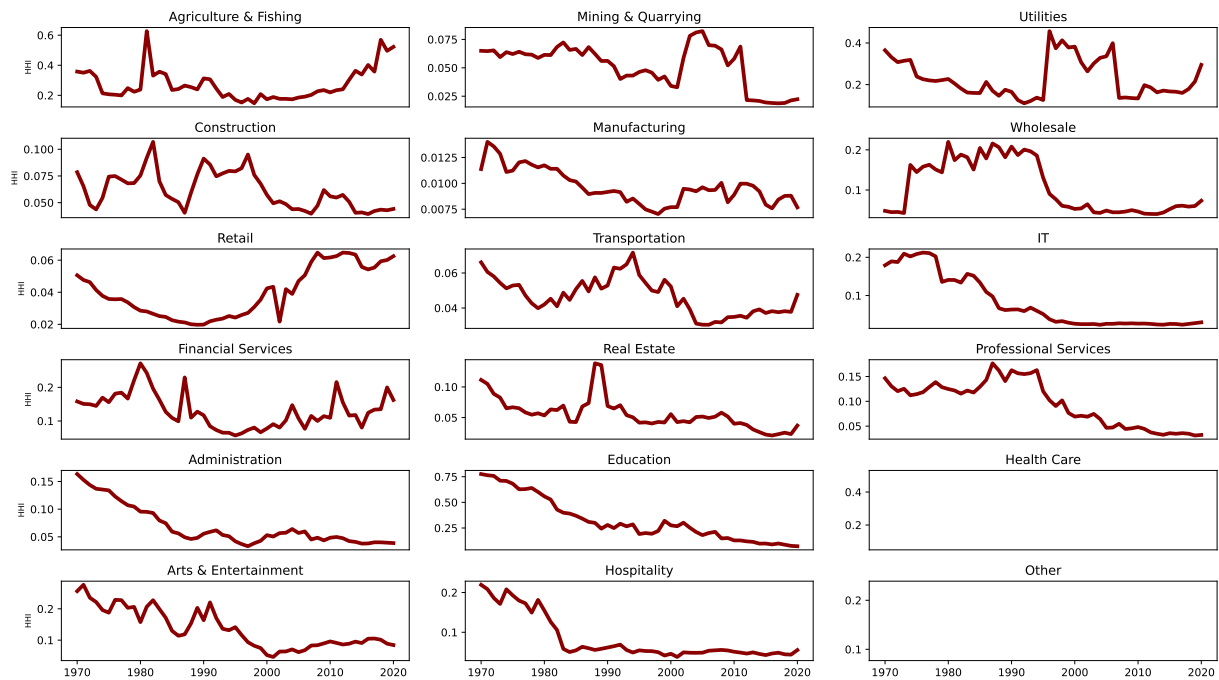 Agriculture & Fishing
Mining & Quarrying
Utilities
HHI
0.6
0.4
0.2
0.075
0.050
0.025
0.4
0.2
Construction
Manufacturing
Wholesale
HHI
0.100
0.075
0.050
0.0125
0.0100
0.0075
0.2
0.1
Retail
Transportation
IT
HHI
0.06
0.04
0.02
0.06
0.04
0.2
0.1
Financial Services
Real Estate
Professional Services
HHI
0.2
0.1
0.10
0.05
0.15
0.10
0.05
Administration
Education
Health Care
HHI
0.15
0.10
0.05
0.75
0.50
0.25
0.4
0.2
Arts & Entertainment
Hospitality
Other
HHI
0.2
0.1
0.2
0.1
0.2
0.1
1970 1980 1990 2000 2010 2020
1970 1980 1990 2000 2010 2020
1970 1980 1990 2000 2010 2020